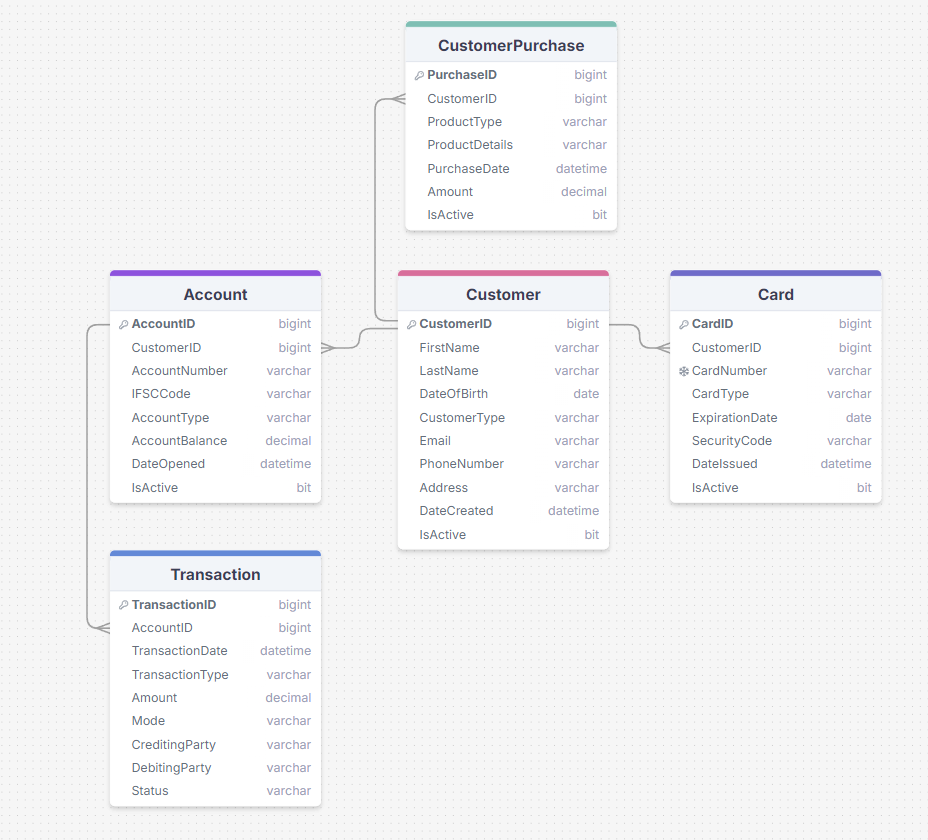 CustomerPurchase
PurchaseID bigint
CustomerID bigint
ProductType varchar
ProductDetails varchar
PurchaseDate datetime
Amount decimal
IsActive bit
Account
AccountID bigint
CustomerID bigint
AccountNumber varchar
IFSCCode varchar
AccountType varchar
AccountBalance decimal
DateOpened datetime
IsActive bit
Customer
CustomerID bigint
FirstName varchar
LastName varchar
DateOfBirth date
CustomerType varchar
Email varchar
PhoneNumber varchar
Address varchar
DateCreated datetime
IsActive bit
Card
CardID bigint
CustomerID bigint
CardNumber varchar
CardType varchar
ExpirationDate date
SecurityCode varchar
DateIssued datetime
IsActive bit
Transaction
TransactionID bigint
AccountID bigint
TransactionDate datetime
TransactionType varchar
Amount decimal
Mode varchar
CreditingParty varchar
DebitingParty varchar
Status varchar